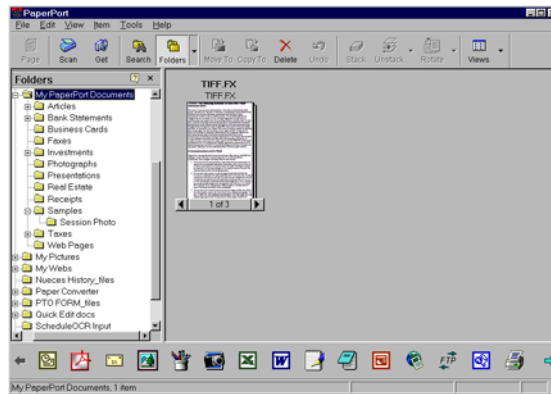 PaperPort
File Edit View Item Tools Help
Page Scan Get Search Folders Move To Copy To Delete Undo Stack Unstack Rotate Views
Folders
My PaperPort Documents
Articles
Bank Statements
Business Cards
Faxes
Investments
Photographs
Presentations
Real Estate
Receipts
Samples
Session Photo
Taxes
Web Pages
My Pictures
My Webs
Nueces History_files
Paper Converter
PTO FORM_files
Quick Edit docs
ScheduleOCR Input
TIFF.FX
TIFF.FX
1 of 3
FTP
My PaperPort Documents, 1 item